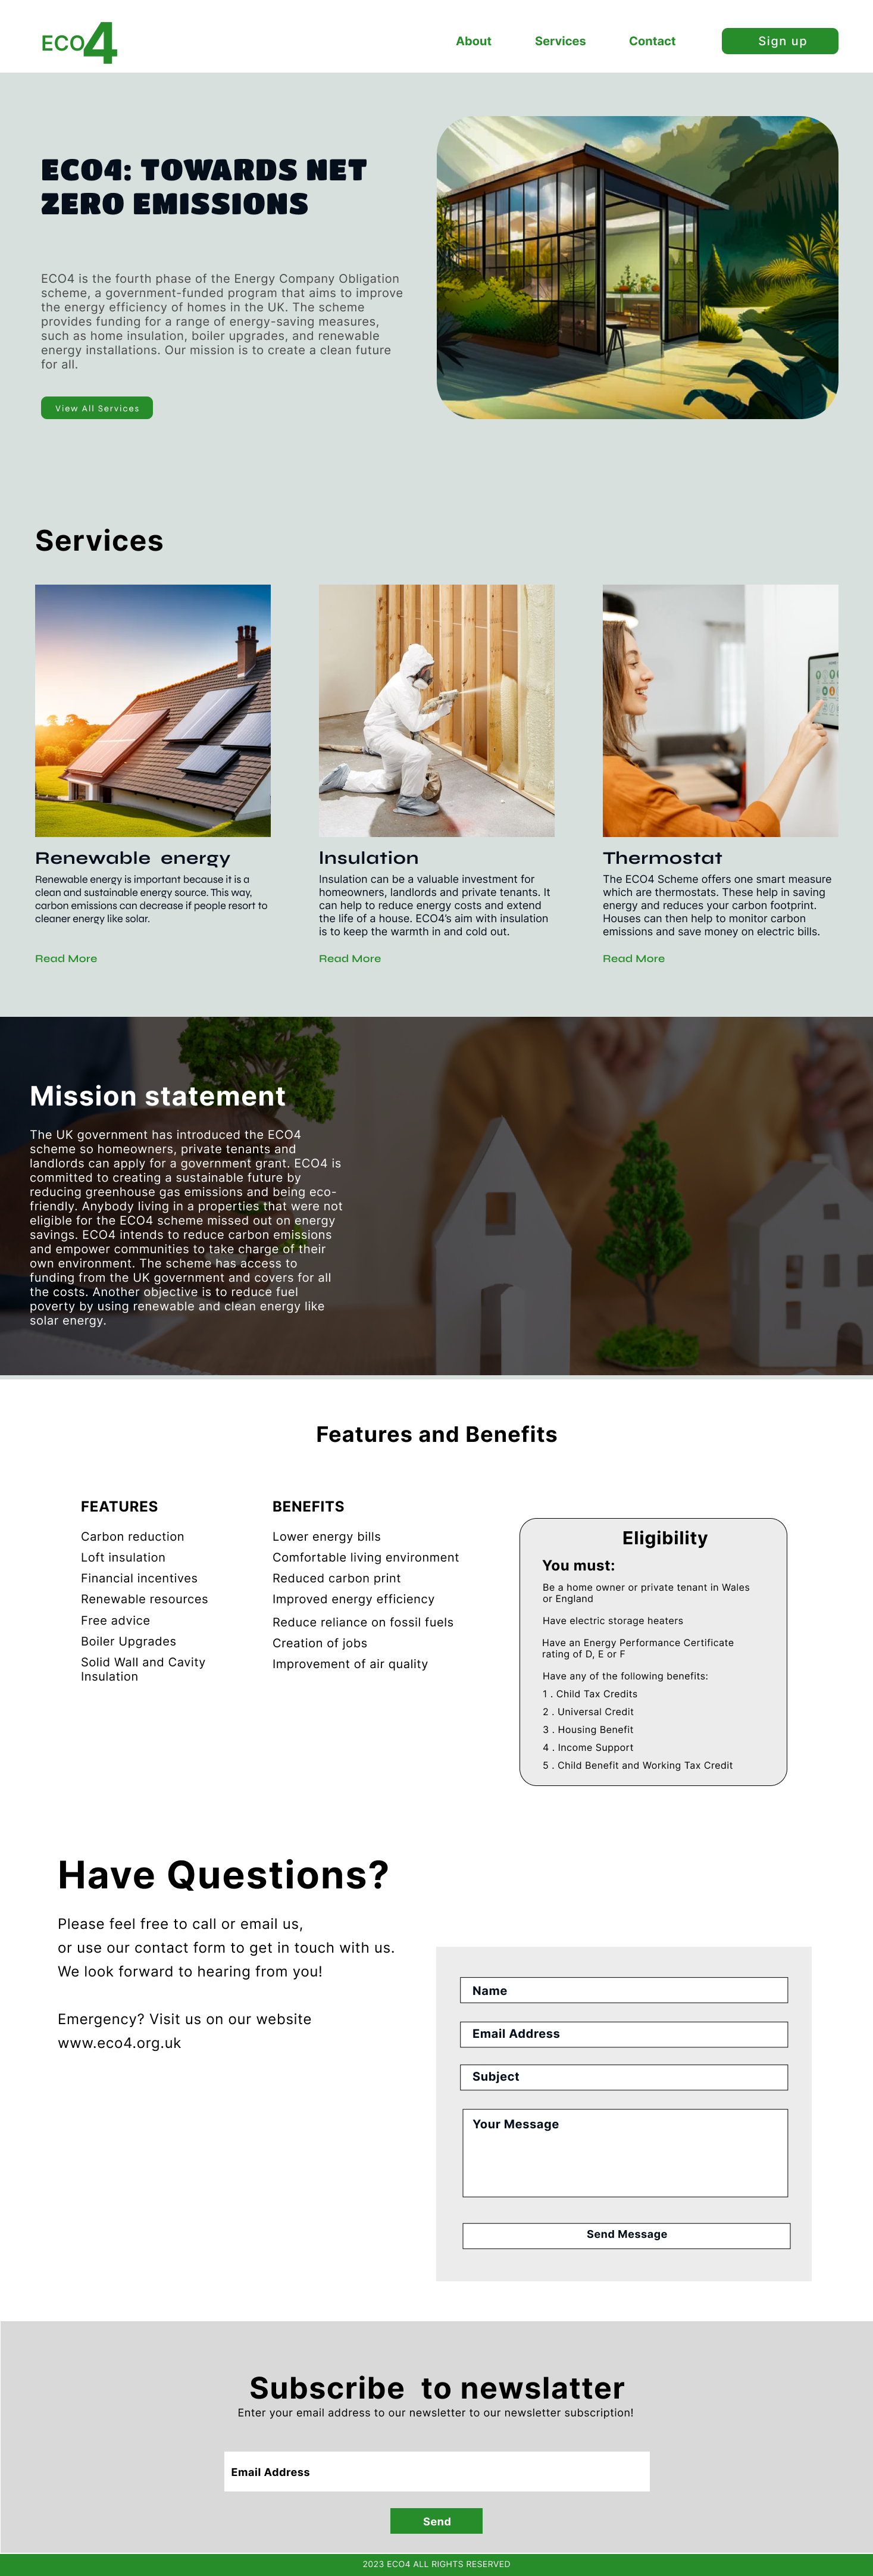 ECO4
About
Services
Contact
Sign up
ECO4: TOWARDS NET
ZERO EMISSIONS
ECO4 is the fourth phase of the Energy Company Obligation
scheme, a government-funded program that aims to improve
the energy efficiency of homes in the UK. The scheme
provides funding for a range of energy-saving measures,
such as home insulation, boiler upgrades, and renewable
energy installations. Our mission is to create a clean future
for all.
View All Services
Services
Renewable energy
Renewable energy is important because it is a
clean and sustainable energy source. This way,
carbon emissions can decrease if people resort to
cleaner energy like solar.
Read More
Insulation
Insulation can be a valuable investment for
homeowners, landlords and private tenants. It
can help to reduce energy costs and extend
the life of a house. ECO4's aim with insulation
is to keep the warmth in and cold out.
Read More
Thermostat
The ECO4 Scheme offers one smart measure
which are thermostats. These help in saving
energy and reduces your carbon footprint.
Houses can then help to monitor carbon
emissions and save money on electric bills.
Read More
Mission statement
The UK government has introduced the ECO4
scheme so homeowners, private tenants and
landlords can apply for a government grant. ECO4 is
committed to creating a sustainable future by
reducing greenhouse gas emissions and being eco-
friendly. Anybody living in a properties that were not
eligible for the ECO4 scheme missed out on energy
savings. ECO4 intends to reduce carbon emissions
and empower communities to take charge of their
own environment. The scheme has access to
funding from the UK government and covers for all
the costs. Another objective is to reduce fuel
poverty by using renewable and clean energy like
solar energy.
Features and Benefits
FEATURES
Carbon reduction
Loft insulation
Financial incentives
Renewable resources
Free advice
Boiler Upgrades
Solid Wall and Cavity
Insulation
BENEFITS
Lower energy bills
Comfortable living environment
Reduced carbon print
Improved energy efficiency
Reduce reliance on fossil fuels
Creation of jobs
Improvement of air quality
Eligibility
You must:
Be a home owner or private tenant in Wales
or England
Have electric storage heaters
Have an Energy Performance Certificate
rating of D, E or F
Have any of the following benefits:
1 . Child Tax Credits
2 . Universal Credit
3 . Housing Benefit
4 . Income Support
5 . Child Benefit and Working Tax Credit
Have Questions?
Please feel free to call or email us,
or use our contact form to get in touch with us.
We look forward to hearing from you!
Emergency? Visit us on our website
www.eco4.org.uk
Name
Email Address
Subject
Your Message
Send Message
Subscribe to newslatter
Enter your email address to our newsletter to our newsletter subscription!
Email Address
Send
2023 ECO4 ALL RIGHTS RESERVED